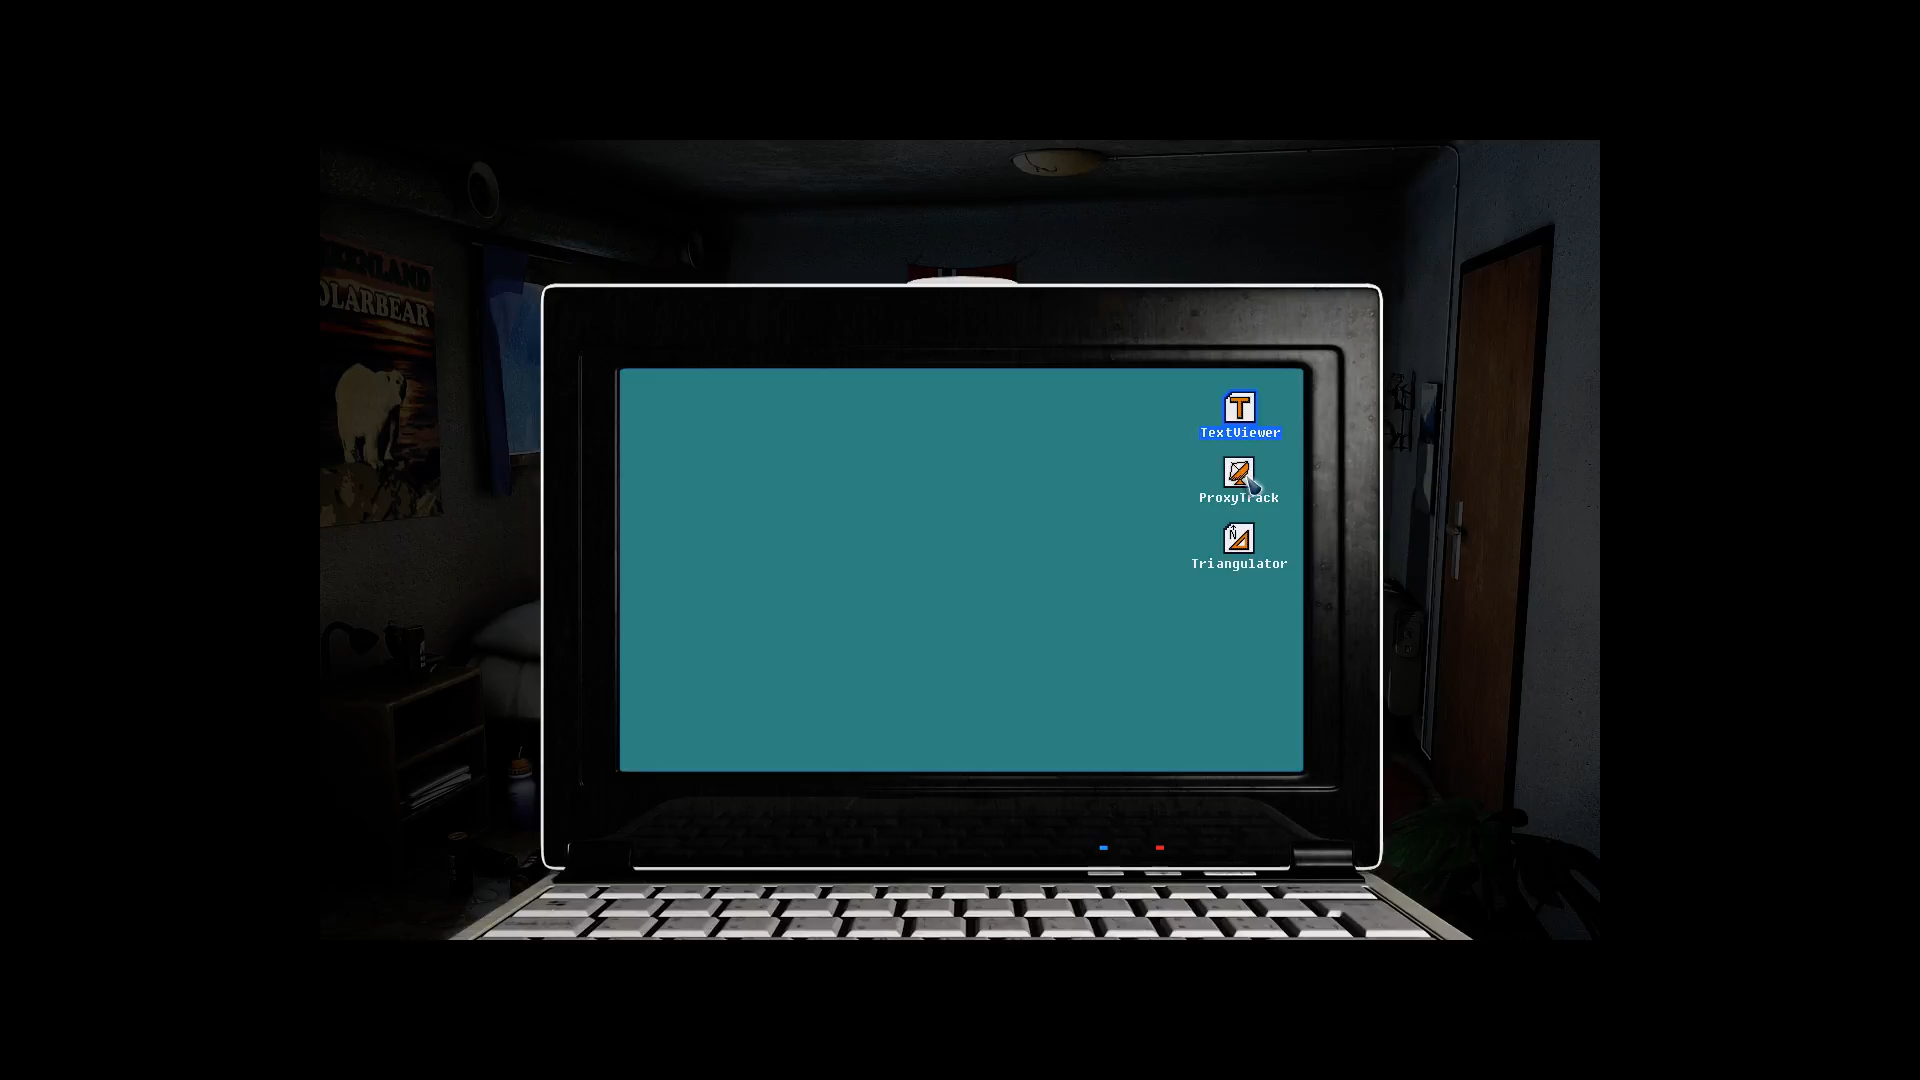 OLARBEAR
T
TextViewer
ProxyTrack
N
Triangulator